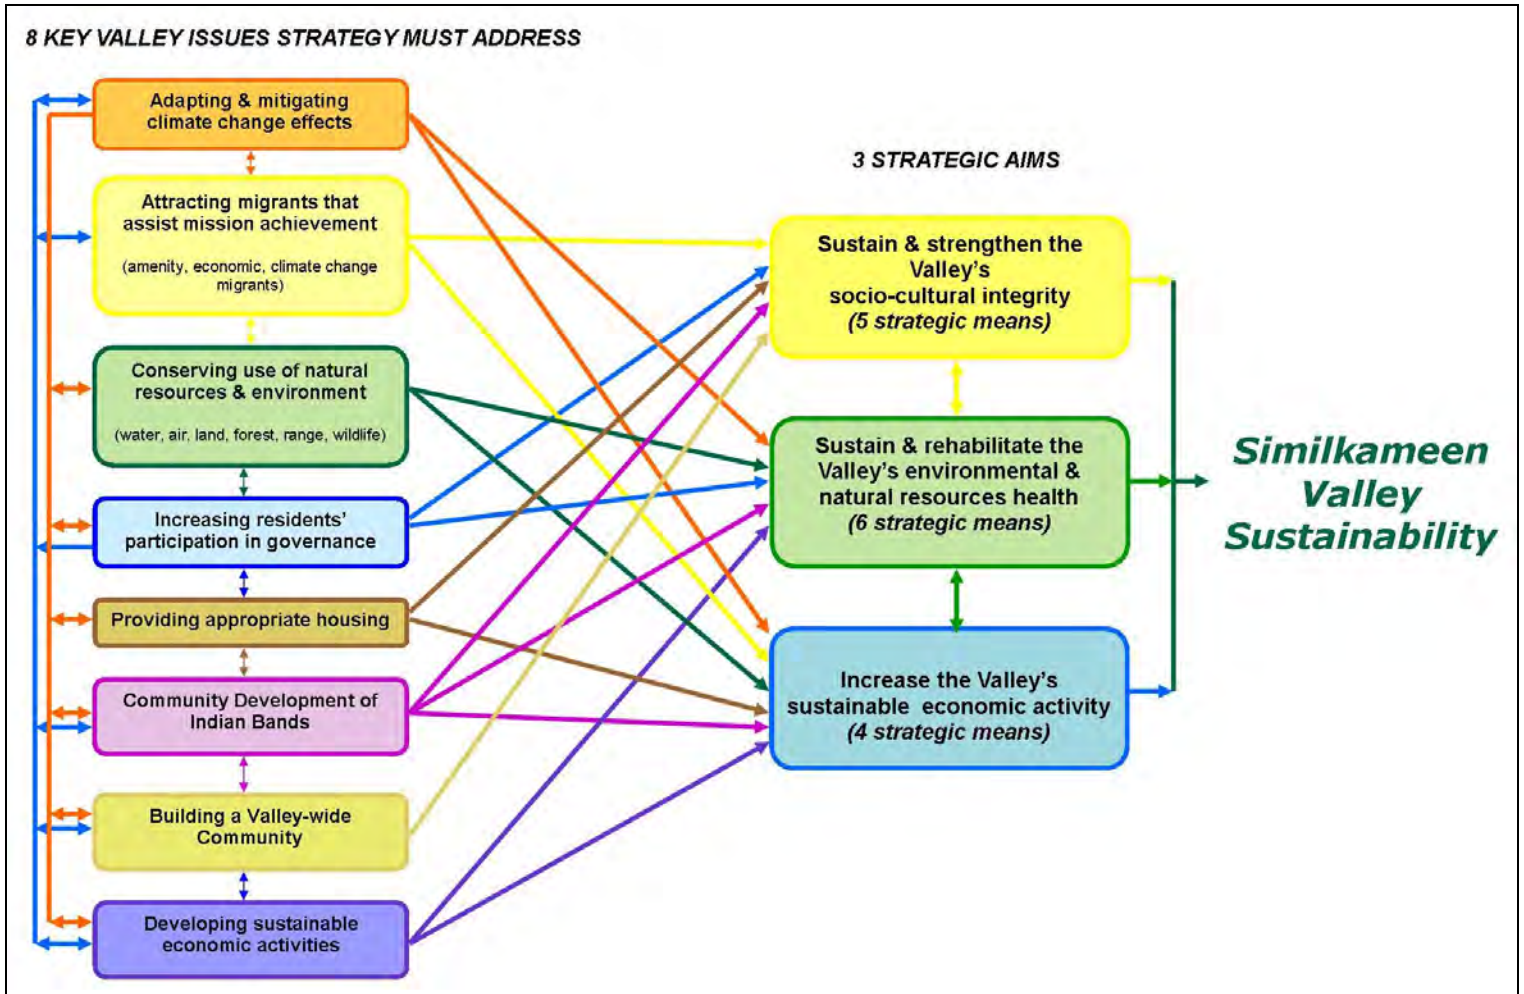 8 KEY VALLEY ISSUES STRATEGY MUST ADDRESS
Adapting & mitigating
climate change effects
Attracting migrants that
assist mission achievement
(amenity, economic, climate change
migrants)
Conserving use of natural
resources & environment
(water, air, land, forest, range, wildlife)
Increasing residents'
participation in governance
Providing appropriate housing
Community Development of
Indian Bands
Building a Valley-wide
Community
Developing sustainable
economic activities
3 STRATEGIC AIMS
Sustain & strengthen the
Valley's
socio-cultural integrity
(5 strategic means)
Sustain & rehabilitate the
Valley's environmental &
natural resources health
(6 strategic means)
Increase the Valley's
sustainable economic activity
(4 strategic means)
Similkameen
Valley
Sustainability